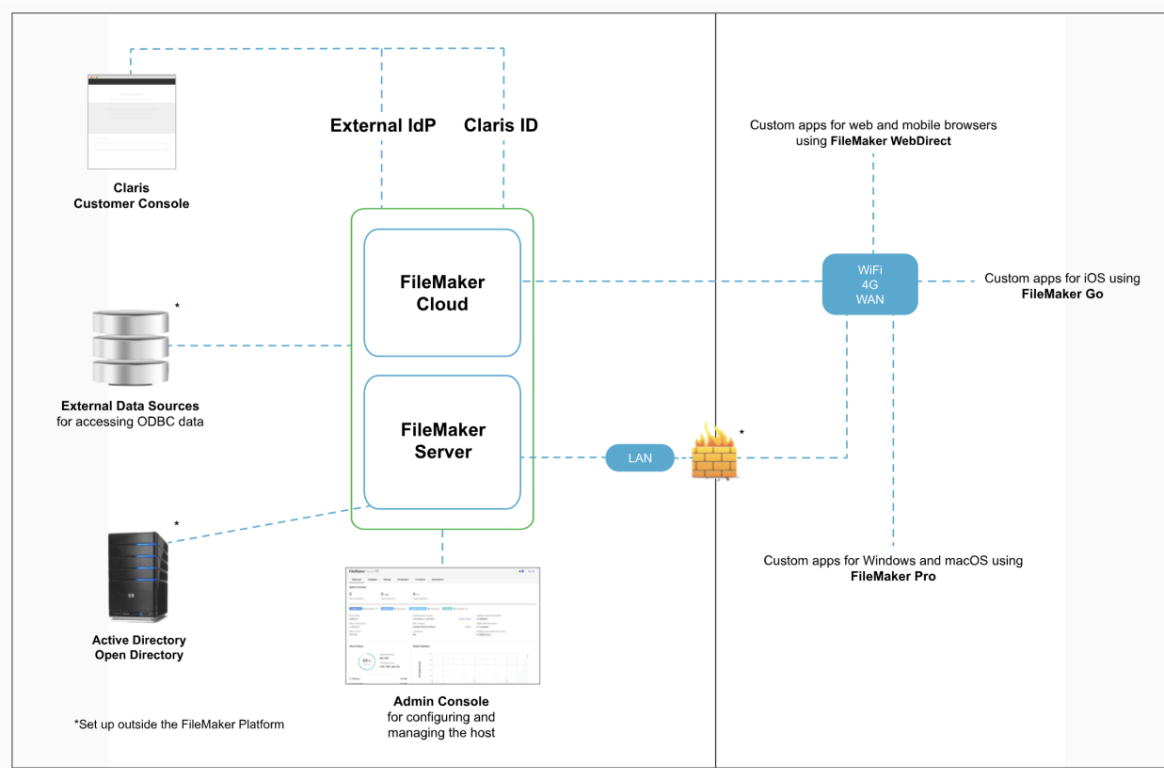 External IdP
Claris ID
Claris
Customer Console
FileMaker
Cloud
FileMaker
Server
*
External Data Sources
for accessing ODBC data
*
Active Directory
Open Directory
*Set up outside the FileMaker Platform
Admin Console
for configuring and
managing the host
LAN
*
WiFi
4G
WAN
Custom apps for web and mobile browsers
using FileMaker WebDirect
Custom apps for iOS using
FileMaker Go
Custom apps for Windows and macOS using
FileMaker Pro